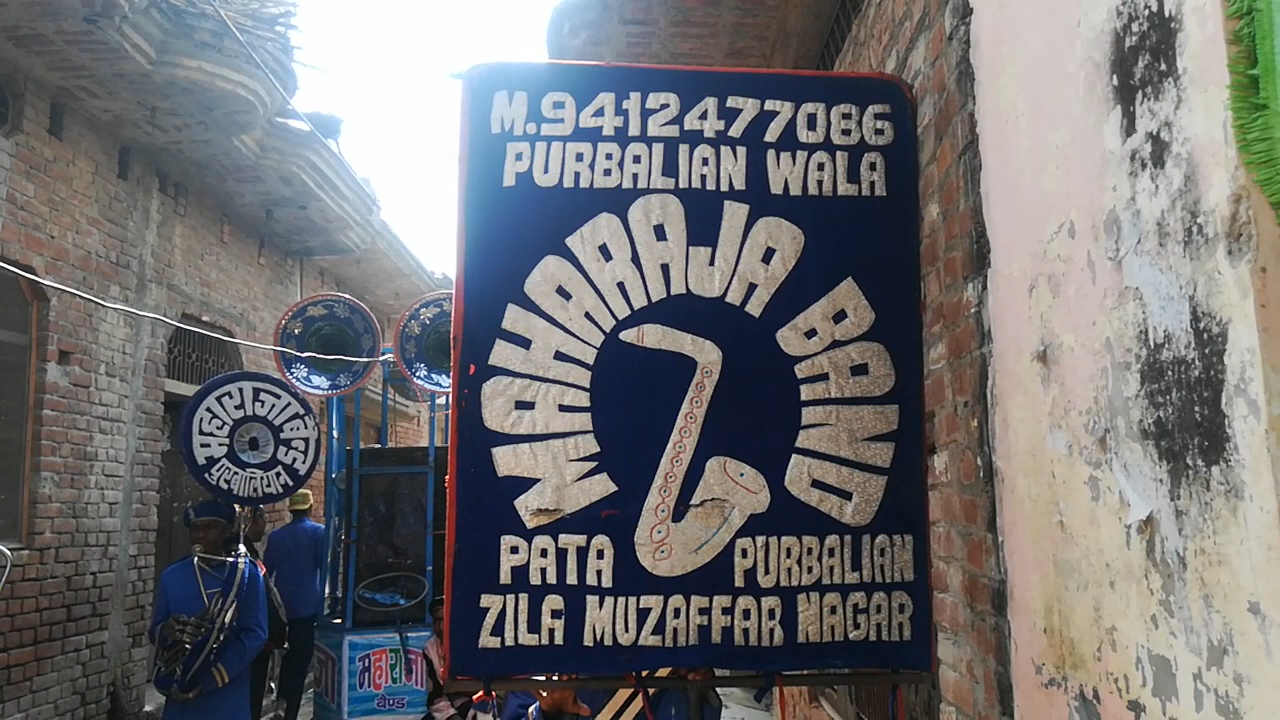 M.9412477086
PURBALIAN WALA
MAHARAJA BAND
PATA PURBALIAN
ZILA MUZAFFAR NAGAR
महाराजा बैन्ड
पुरबालियान
महाराजा
बैण्ड